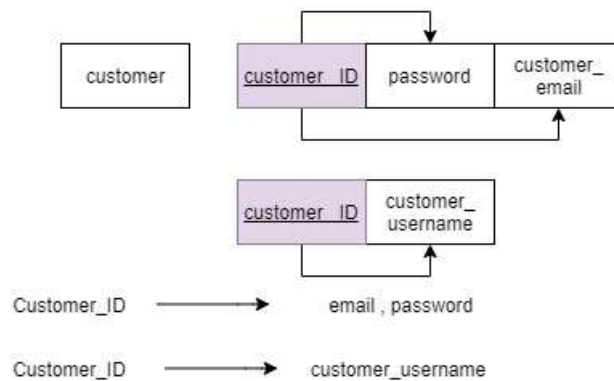 customer
customer_ID
password
customer_
email
customer_ID
customer_
username
Customer_ID
email , password
Customer_ID
customer_username